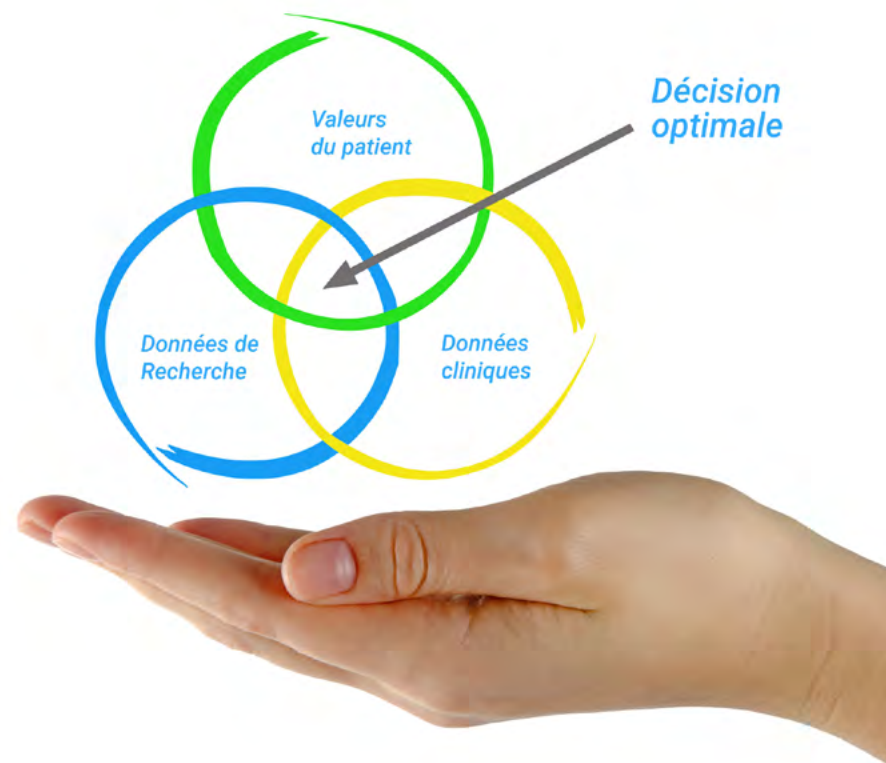 Valeurs
du patient
Décision
optimale
Données de
Recherche
Données
cliniques